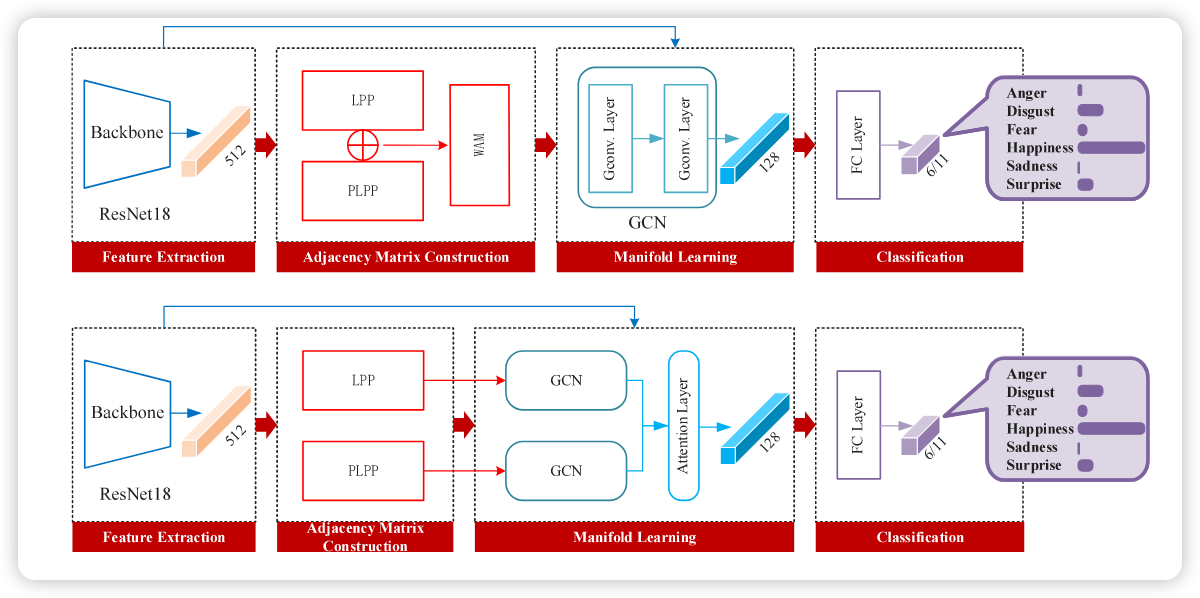 Backbone
512
ResNet18
Feature Extraction
LPP
PLPP
WAM
Adjacency Matrix Construction
Gconv. Layer
Gconv. Layer
GCN
128
Manifold Learning
FC Layer
6/11
Classification
Anger
Disgust
Fear
Happiness
Sadness
Surprise
Backbone
512
ResNet18
Feature Extraction
LPP
PLPP
Adjacency Matrix
Construction
GCN
GCN
Attention Layer
128
Manifold Learning
FC Layer
6/11
Classification
Anger
Disgust
Fear
Happiness
Sadness
Surprise